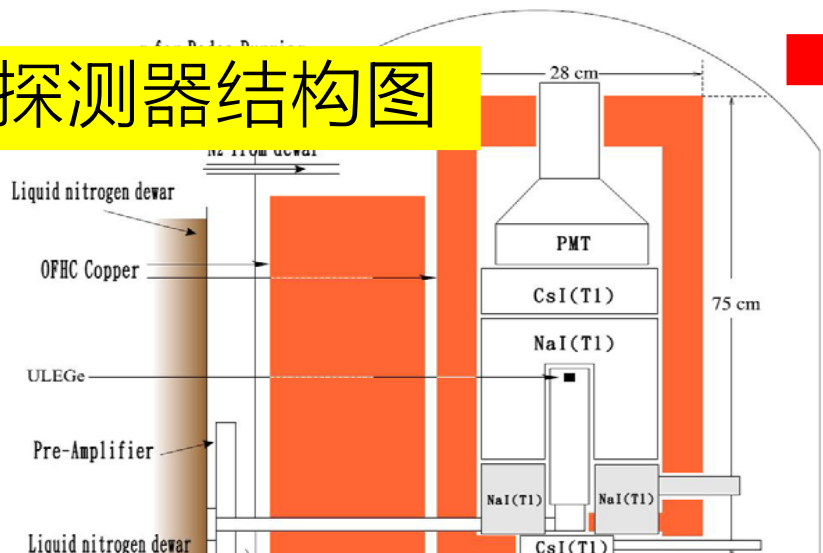 探测器结构图
28 cm
N2 from dewar
Liquid nitrogen dewar
PMT
OFHC Copper
CsI(Tl)
75 cm
NaI(Tl)
ULEGe
Pre-Amplifier
NaI(Tl)
NaI(Tl)
Liquid nitrogen dewar
CsI(Tl)